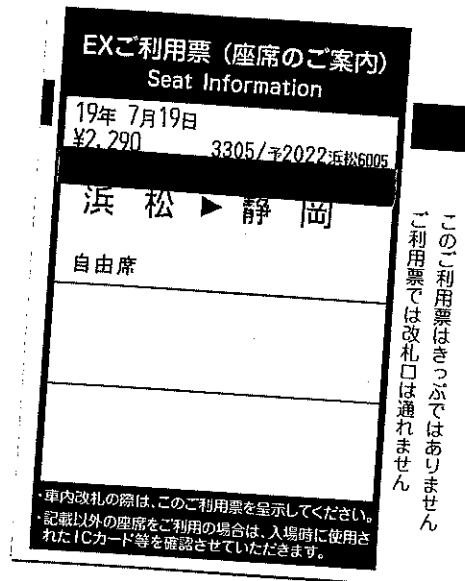 EXご利用票(座席のご案内)
Seat Information
19年 7月19日
¥2,290 3305/予2022浜松6005
浜 松 ▶ 静 岡
自由席
・車内改札の際は、このご利用票を呈示してください。
・記載以外の座席をご利用の場合は、入場時に使用さ
れたICカード等を確認させていただきます。
このご利用票はきっぷではありません
ご利用票では改札口は通れません